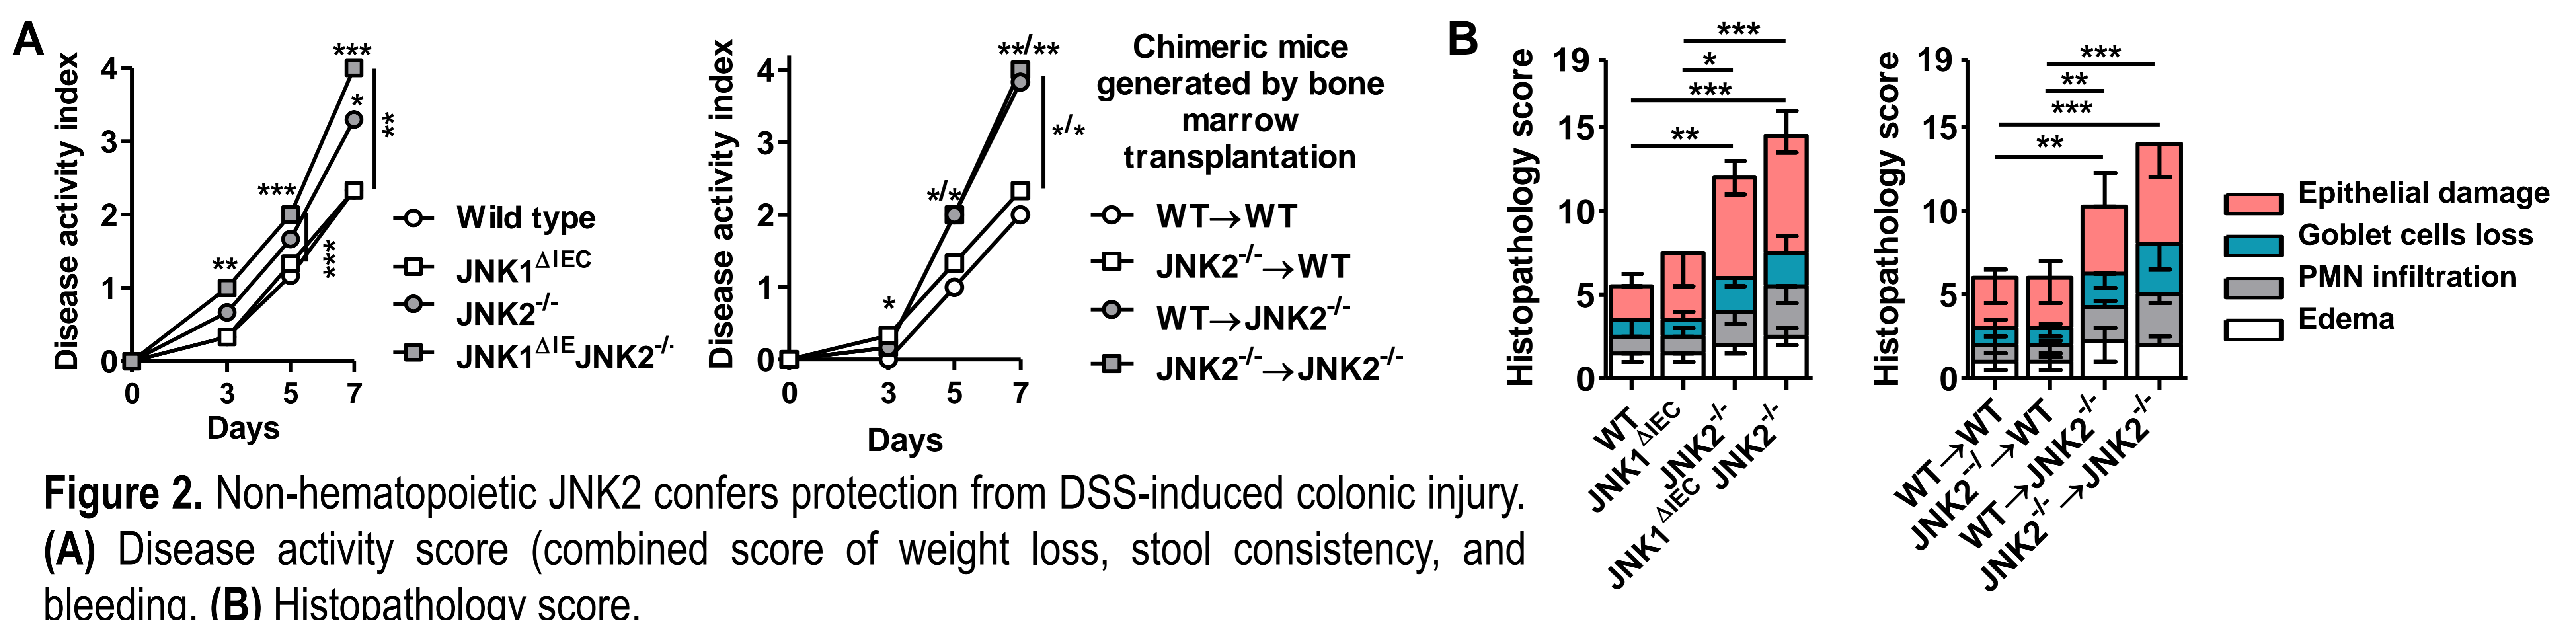 A
Disease activity index
4
3
2
1
0
0 3 5 7
Days
***
*
**
***
**
***
Wild type
JNK1ΔIEC
JNK2-/-
JNK1ΔIEJNK2-/-
Disease activity index
4
3
2
1
0
0 3 5 7
Days
**/**
*/*
*/*
*
Chimeric mice
generated by bone
marrow
transplantation
WT→WT
JNK2-/-→WT
WT→JNK2-/-
JNK2-/-→JNK2-/-
B
Histopathology score
19
15
10
5
0
***
*
***
**
WT
JNK1ΔIEC
JNK2-/-
JNK1ΔIEC JNK2-/-
Histopathology score
19
15
10
5
0
***
**
***
**
WT→WT
JNK2--/→WT
WT→JNK2-/-
JNK2-/-→JNK2-/-
Epithelial damage
Goblet cells loss
PMN infiltration
Edema
Figure 2. Non-hematopoietic JNK2 confers protection from DSS-induced colonic injury.
(A) Disease activity score (combined score of weight loss, stool consistency, and
bleeding. (B) Histopathology score.